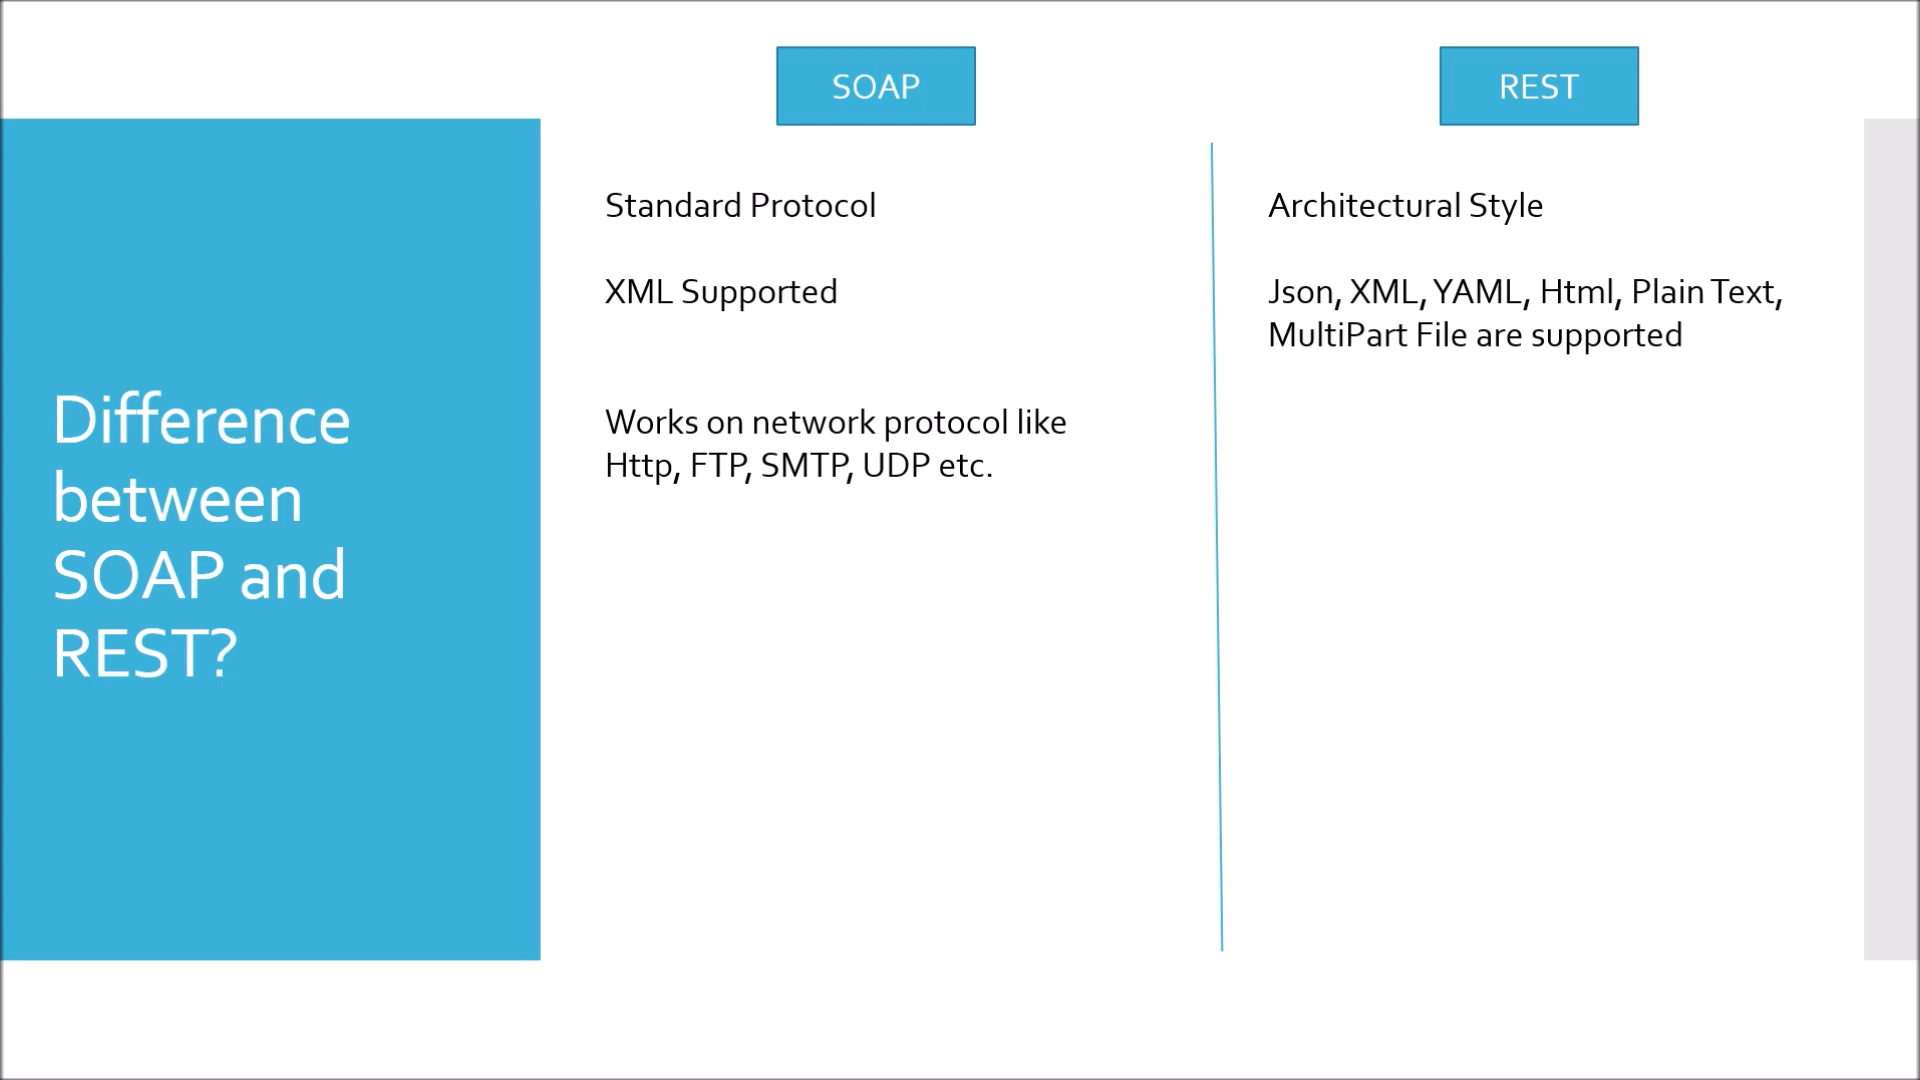 Difference
between
SOAP and
REST?
SOAP
Standard Protocol
XML Supported
Works on network protocol like
Http, FTP, SMTP, UDP etc.
REST
Architectural Style
Json, XML, YAML, Html, Plain Text,
MultiPart File are supported